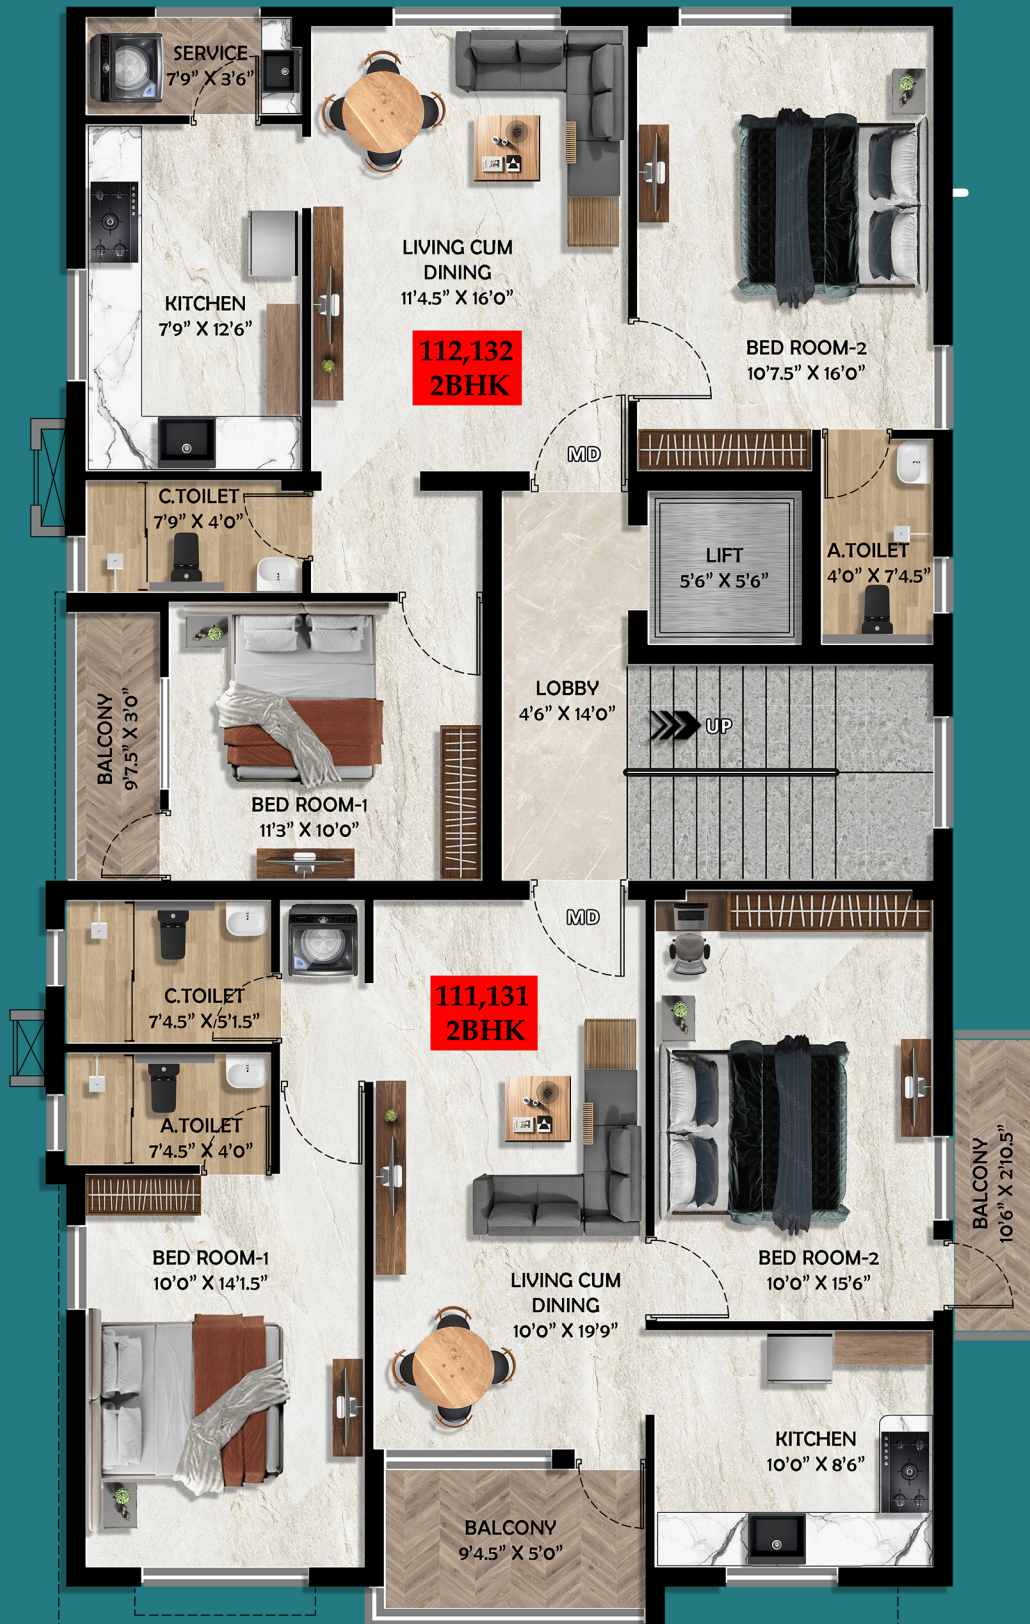 SERVICE
7'9" X 3'6"
LIVING CUM
DINING
11'4.5" X 16'0"
KITCHEN
7'9" X 12'6"
112,132
2BHK
BED ROOM-2
10'7.5" X 16'0"
MD
C.TOILET
7'9" X 4'0"
LIFT
5'6" X 5'6"
A.TOILET
4'0" X 7'4.5"
BALCONY
9'7.5" X 3'0"
LOBBY
4'6" X 14'0"
UP
BED ROOM-1
11'3" X 10'0"
MD
C.TOILET
7'4.5" X 5'1.5"
111,131
2BHK
A.TOILET
7'4.5" X 4'0"
BALCONY
10'6" X 2'10.5"
BED ROOM-1
10'0" X 14'1.5"
LIVING CUM
DINING
10'0" X 19'9"
BED ROOM-2
10'0" X 15'6"
KITCHEN
10'0" X 8'6"
BALCONY
9'4.5" X 5'0"